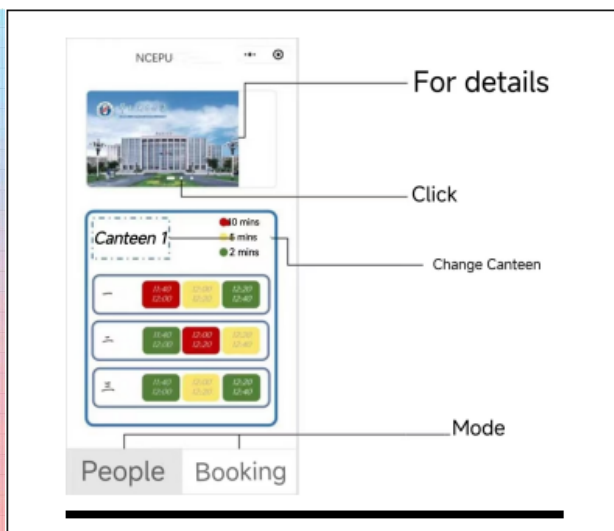 NCEPU
For details
Click
Canteen 1
10 mins
5 mins
2 mins
Change Canteen
一
11:40 12:00 12:20
12:00 12:20 12:40
二
11:40 12:00 12:20
12:00 12:20 12:40
三
11:40 12:00 12:20
12:00 12:20 12:40
Mode
People Booking